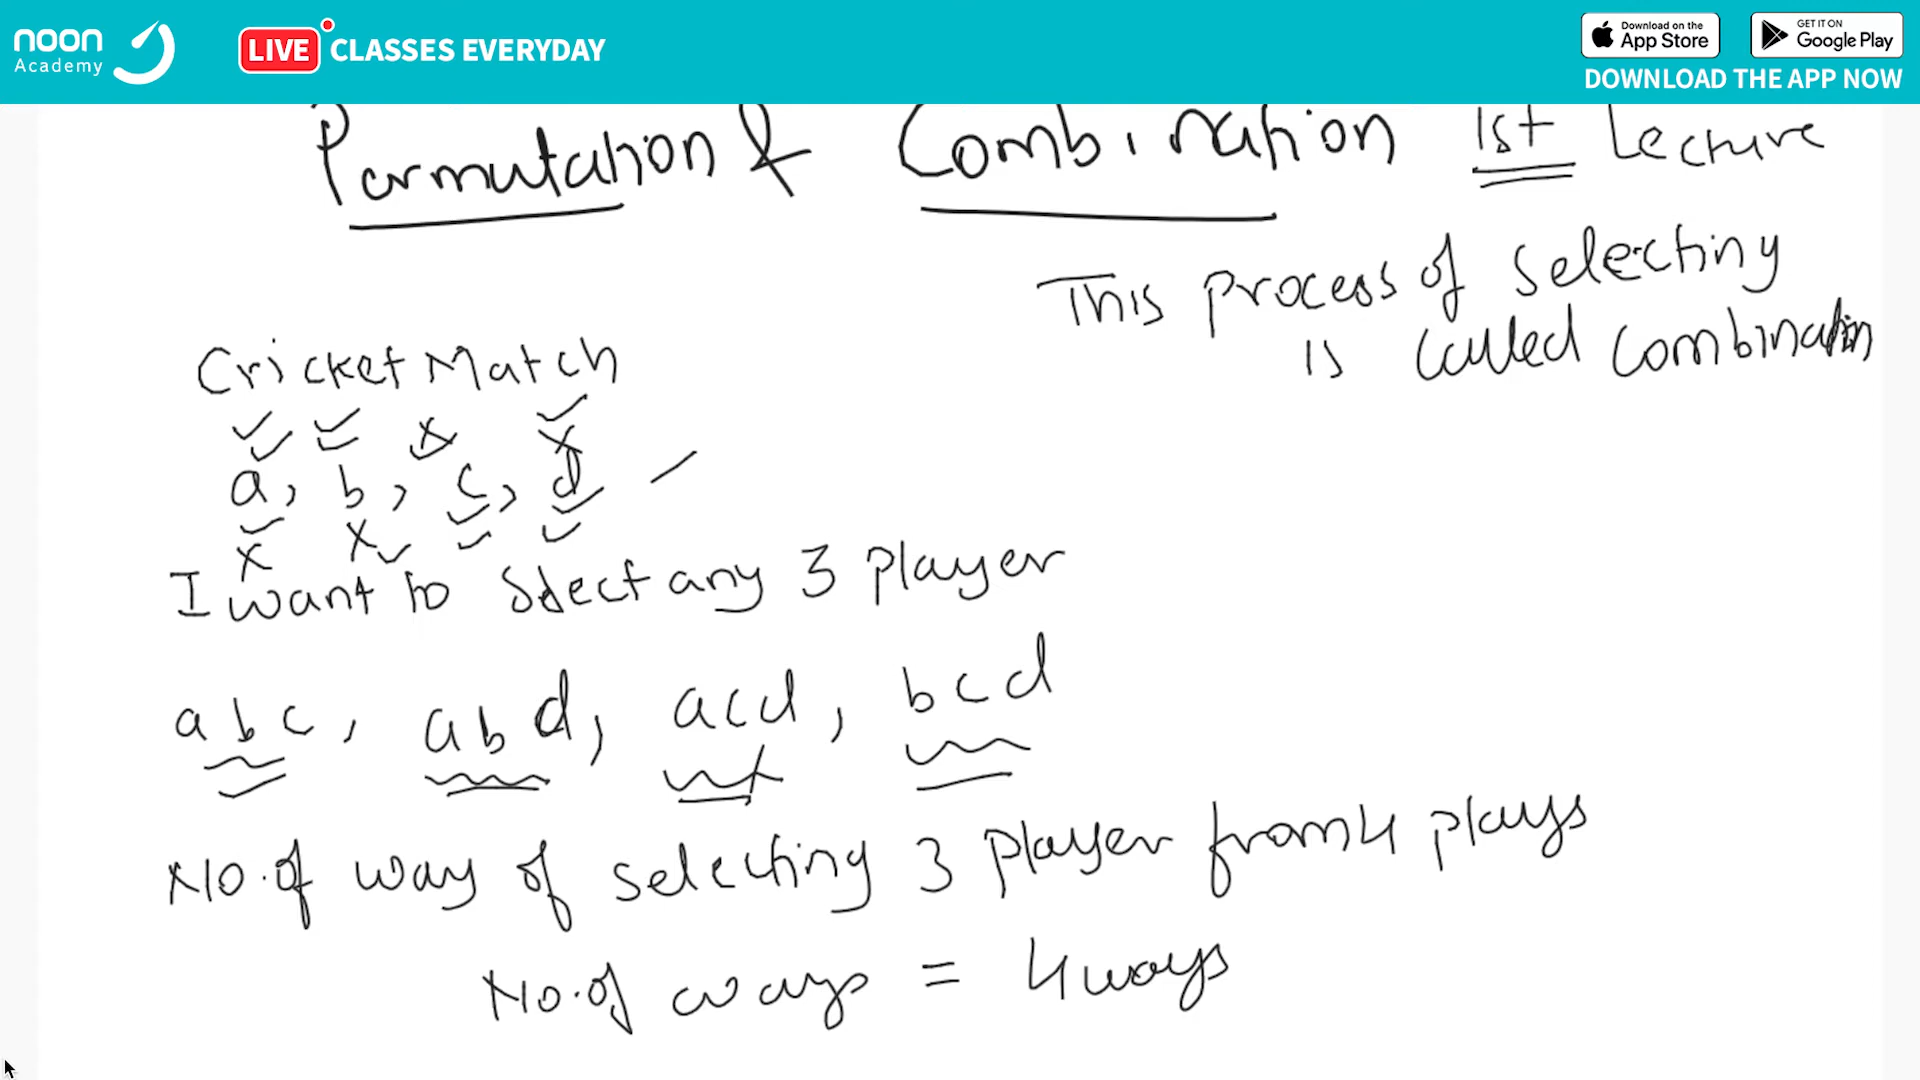 noon
Academy
LIVE CLASSES EVERYDAY
Download on the
App Store
GET IT ON
Google Play
DOWNLOAD THE APP NOW
Permutation & Combination 1st Lecture
This process of selecting
is called combination
Cricket Match
a, b, c, d
I want to select any 3 player
abc, abd, acd, bcd
No. of way of selecting 3 player from 4 plays
No. of ways = 4 ways